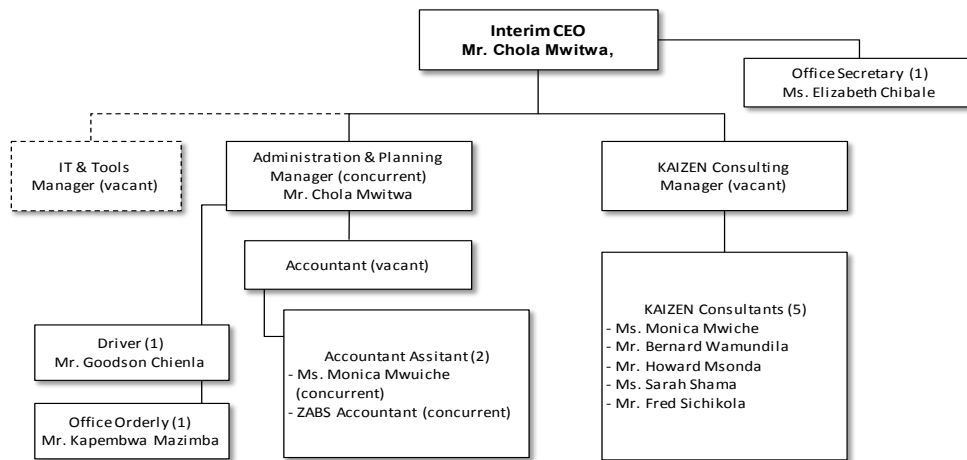 Interim CEO
Mr. Chola Mwitwa,
Office Secretary (1)
Ms. Elizabeth Chibale
IT & Tools
Manager (vacant)
Administration & Planning
Manager (concurrent)
Mr. Chola Mwitwa
KAIZEN Consulting
Manager (vacant)
Accountant (vacant)
Driver (1)
Mr. Goodson Chienla
Office Orderly (1)
Mr. Kapembwa Mazimba
Accountant Assitant (2)
- Ms. Monica Mwuiche
(concurrent)
- ZABS Accountant (concurrent)
KAIZEN Consultants (5)
- Ms. Monica Mwiche
- Mr. Bernard Wamundila
- Mr. Howard Msonda
- Ms. Sarah Shama
- Mr. Fred Sichikola